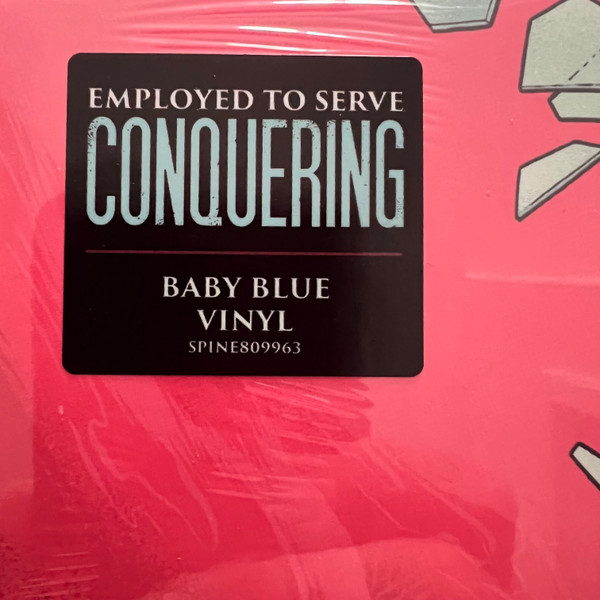 EMPLOYED TO SERVE
CONQUERING
BABY BLUE
VINYL
SPINE809963